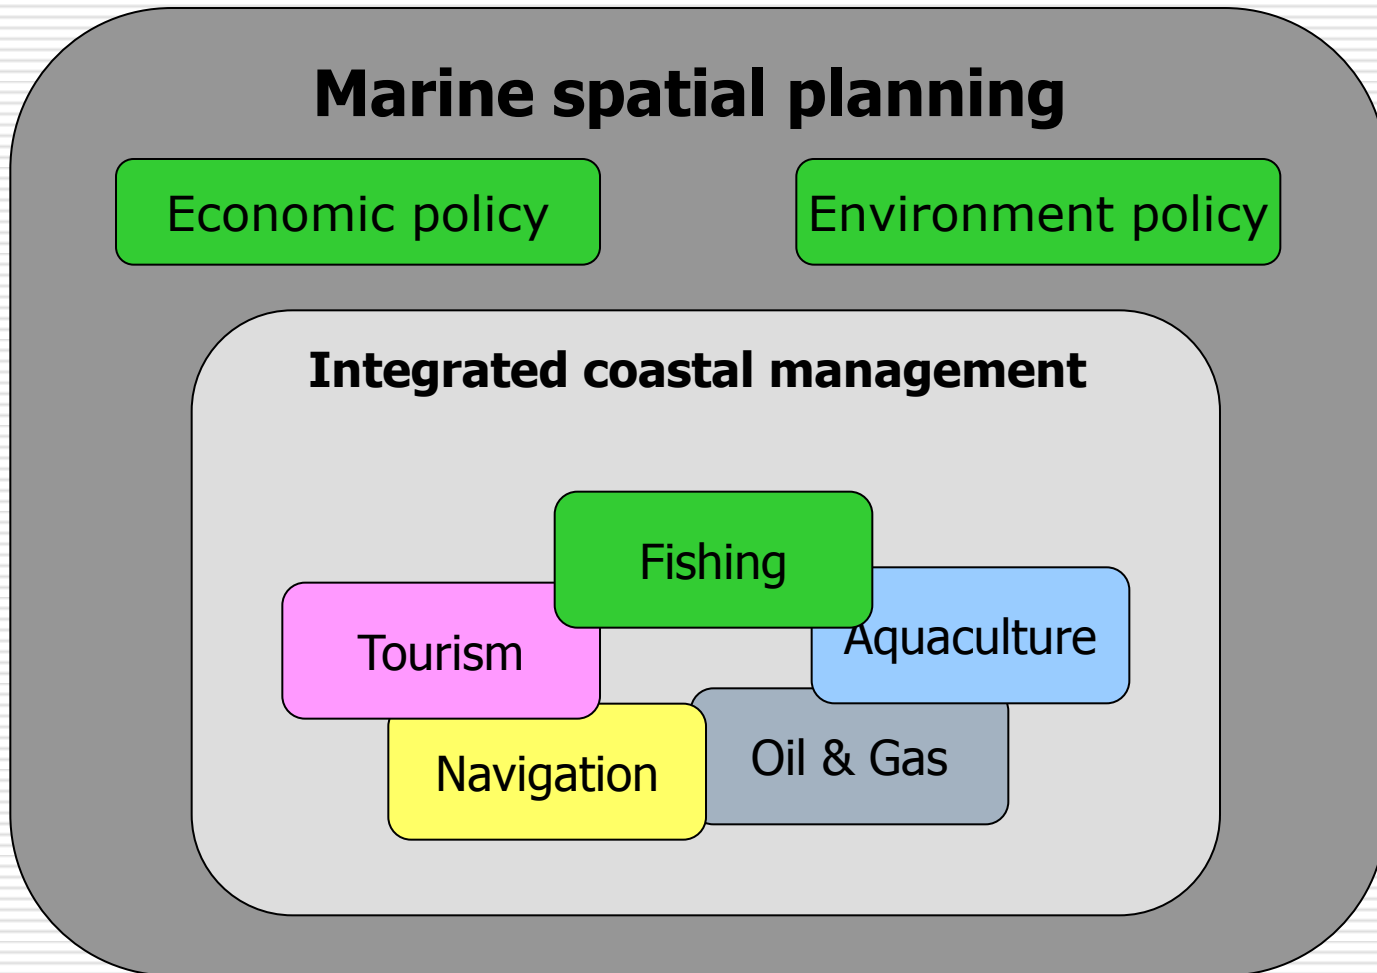 Marine spatial planning
Economic policy
Environment policy
Integrated coastal management
Fishing
Tourism
Aquaculture
Navigation
Oil & Gas